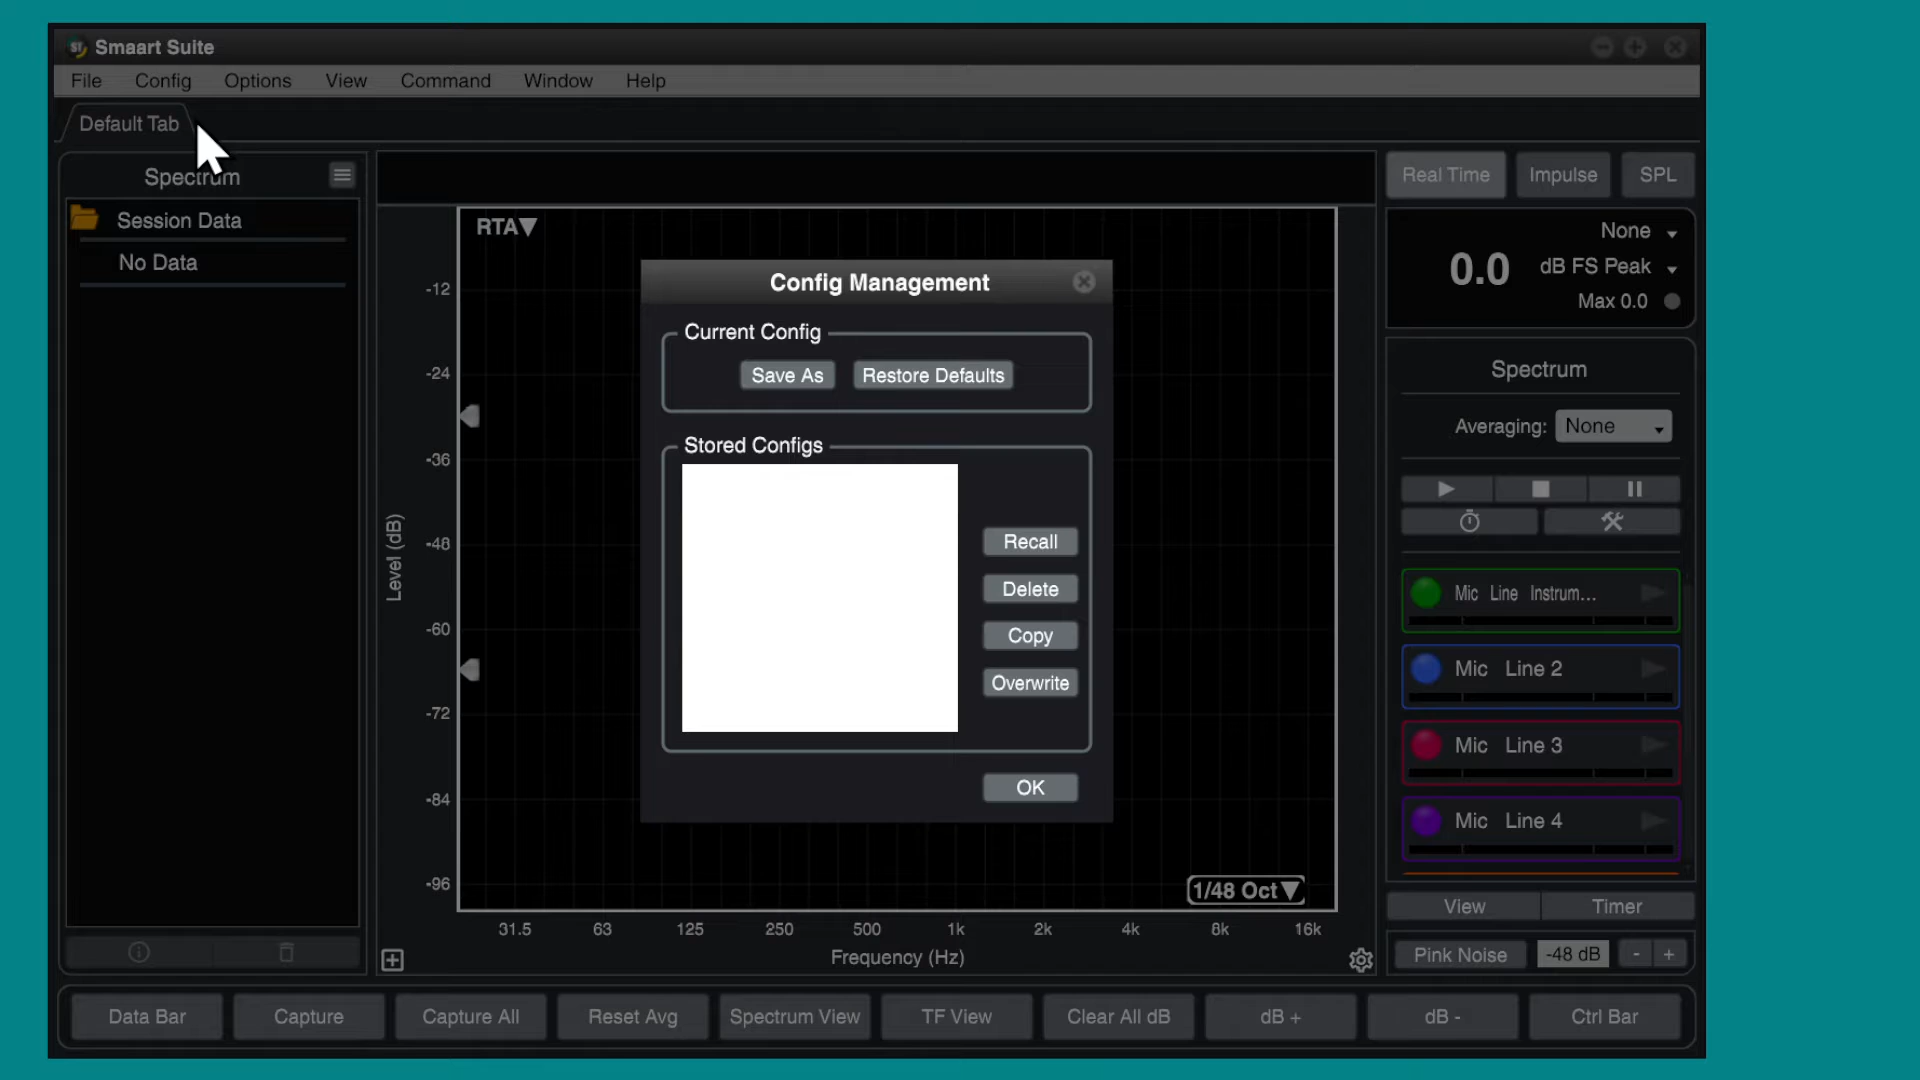 Smaart Suite
File Config Options View Command Window Help
Default Tab
Spectrum
Session Data
No Data
RTA
-12
-24
-36
-48
-60
-72
-84
-96
Level (dB)
31.5 63 125 250 500 1k 2k 4k 8k 16k
Frequency (Hz)
1/48 Oct
Config Management
Current Config
Save As Restore Defaults
Stored Configs
Recall
Delete
Copy
Overwrite
OK
Real Time Impulse SPL
None
0.0 dB FS Peak
Max 0.0
Spectrum
Averaging: None
Mic Line Instrum...
Mic Line 2
Mic Line 3
Mic Line 4
View Timer
Pink Noise -48 dB - +
Data Bar Capture Capture All Reset Avg Spectrum View TF View Clear All dB dB + dB - Ctrl Bar